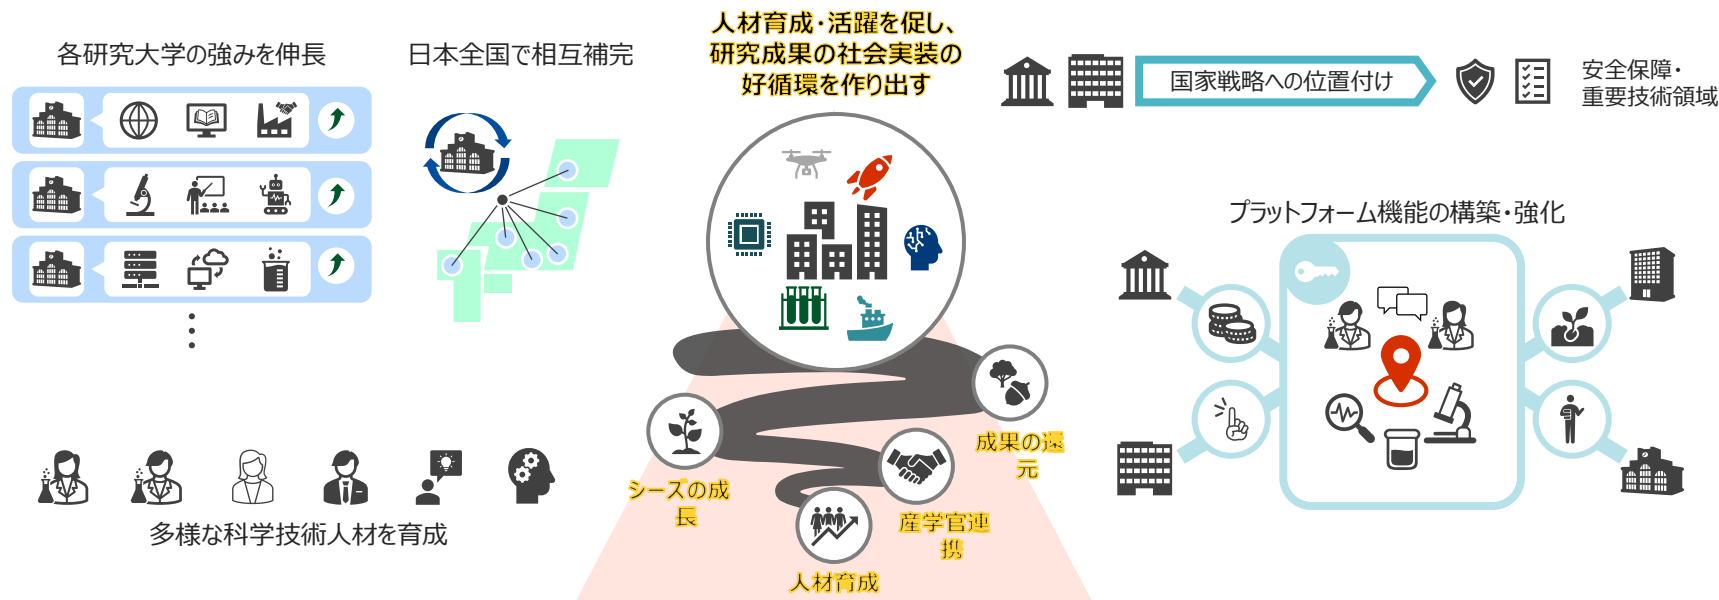 各研究大学の強みを伸長
日本全国で相互補完
人材育成・活躍を促し、
研究成果の社会実装の
好循環を作り出す
国家戦略への位置付け
安全保障・
重要技術領域
プラットフォーム機能の構築・強化
多様な科学技術人材を育成
シーズの成
長
人材育成
産学官連
携
成果の還
元